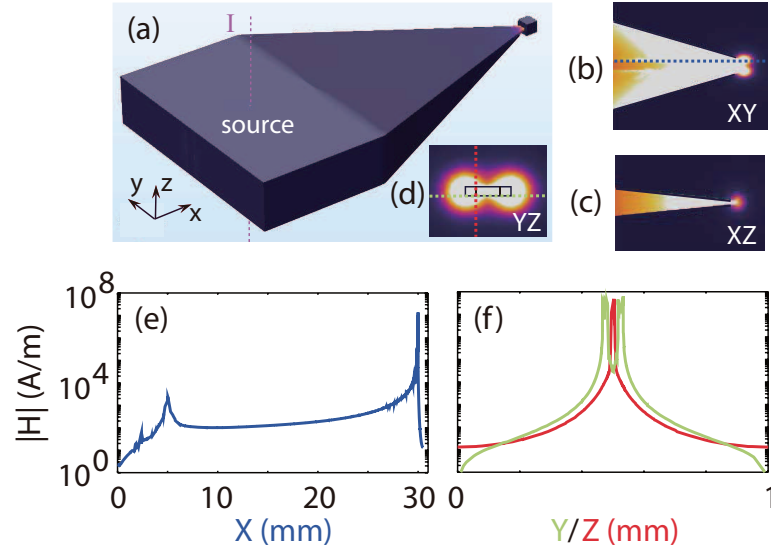 (a)
I
source
y
z
x
(b)
XY
(c)
XZ
(d)
YZ
(e)
|H| (A/m)
10^8
10^4
10^0
0
10
20
30
X (mm)
(f)
0
1
Y/Z (mm)